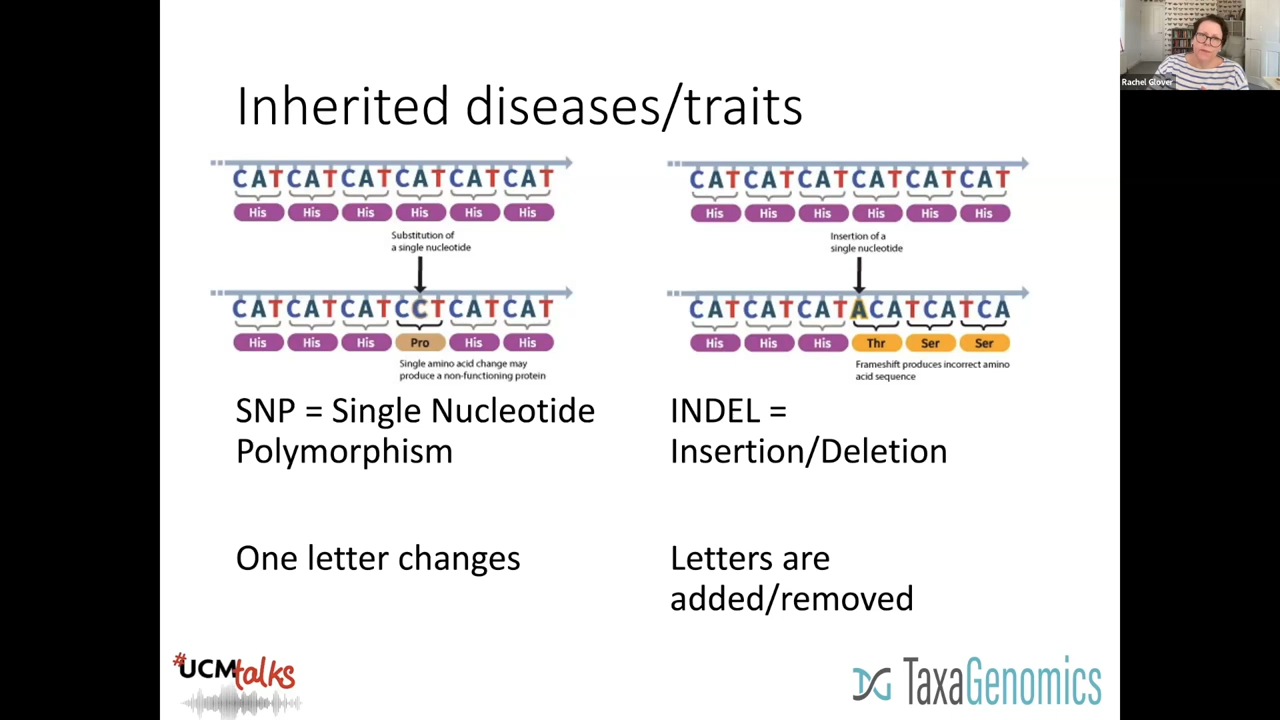 Rachel Glover
Inherited diseases/traits
CATCATCATCATCATCAT
His His His His His His
Substitution of
a single nucleotide
CATCATCATCCTCATCAT
His His His Pro His His
Single amino acid change may
produce a non-functioning protein
SNP = Single Nucleotide
Polymorphism
One letter changes
CATCATCATCATCATCAT
His His His His His His
Insertion of a
single nucleotide
CATCATCATACATCATCA
His His His Thr Ser Ser
Frameshift produces incorrect amino
acid sequence
INDEL =
Insertion/Deletion
Letters are
added/removed
#UCMtalks
TaxaGenomics